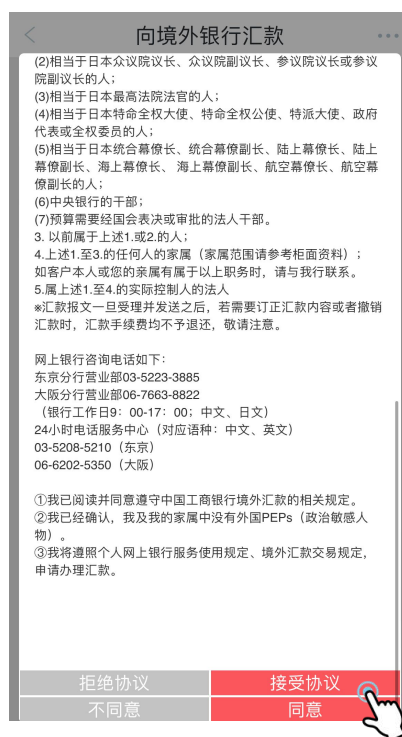 向境外银行汇款
(2)相当于日本众议院议长、众议院副议长、参议院议长或参议
院副议长的人；
(3)相当于日本最高法院法官的人；
(4)相当于日本特命全权大使、特命全权公使、特派大使、政府
代表或全权委员的人；
(5)相当于日本统合幕僚长、统合幕僚副长、陆上幕僚长、陆上
幕僚副长、海上幕僚长、 海上幕僚副长、航空幕僚长、航空幕
僚副长的人；
(6)中央银行的干部；
(7)预算需要经国会表决或审批的法人干部。
3. 以前属于上述1.或2.的人；
4.上述1.至3.的任何人的家属（家属范围请参考柜面资料）；
如客户本人或您的亲属有属于以上职务时，请与我行联系。
5.属上述1.至4.的实际控制人的法人
※汇款报文一旦受理并发送之后，若需要订正汇款内容或者撤销
汇款时，汇款手续费均不予退还，敬请注意。
网上银行咨询电话如下：
东京分行营业部03-5223-3885
大阪分行营业部06-7663-8822
（银行工作日9：00-17：00；中文、日文）
24小时电话服务中心（对应语种：中文、英文）
03-5208-5210（东京）
06-6202-5350（大阪）
①我已阅读并同意遵守中国工商银行境外汇款的相关规定。
②我已经确认，我及我的家属中没有外国PEPs（政治敏感人
物）。
③我将遵照个人网上银行服务使用规定、境外汇款交易规定，
申请办理汇款。
拒绝协议 接受协议
不同意 同意